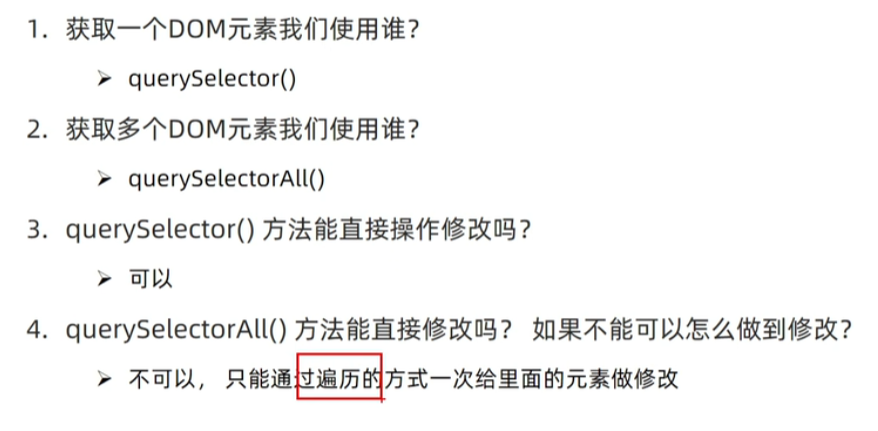 1. 获取一个DOM元素我们使用谁？
➢ querySelector()
2. 获取多个DOM元素我们使用谁？
➢ querySelectorAll()
3. querySelector() 方法能直接操作修改吗？
➢ 可以
4. querySelectorAll() 方法能直接修改吗？ 如果不能可以怎么做到修改？
➢ 不可以， 只能通过遍历的方式一次给里面的元素做修改